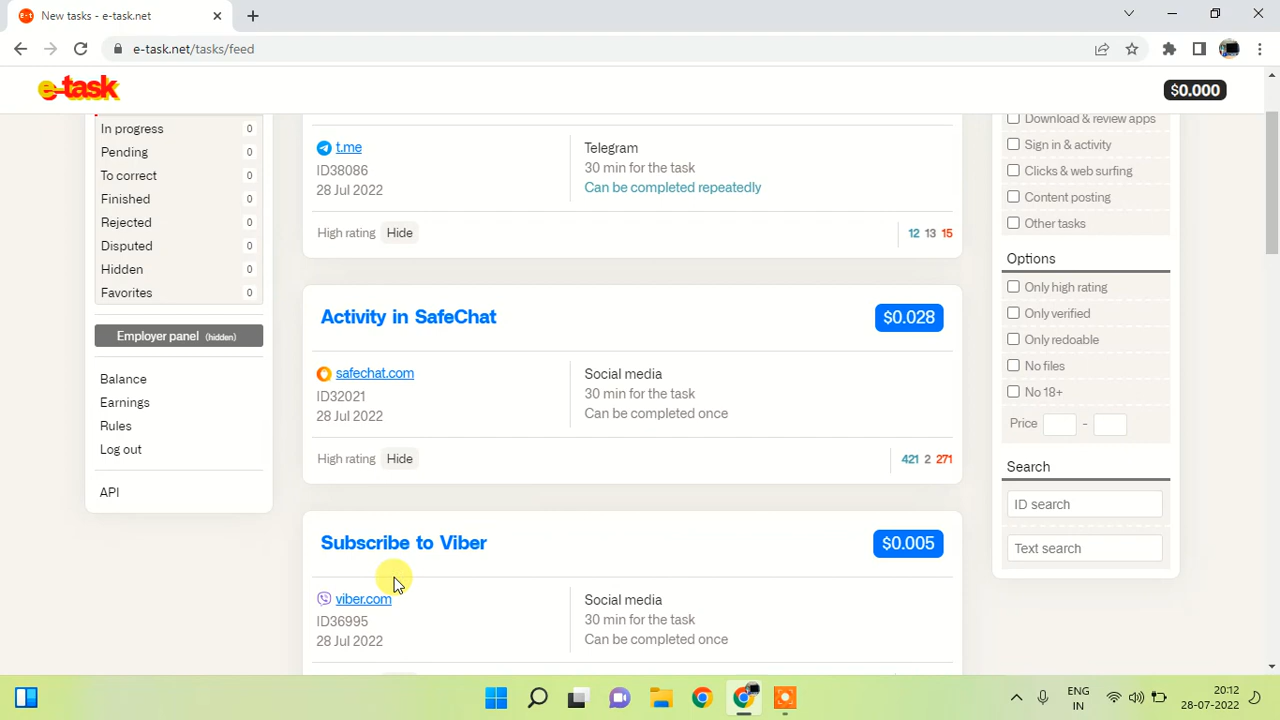 New tasks - e-task.net
e-task.net/tasks/feed
e-task
$0.000
In progress 0
Pending 0
To correct 0
Finished 0
Rejected 0
Disputed 0
Hidden 0
Favorites 0
Employer panel (hidden)
Balance
Earnings
Rules
Log out
API
t.me
ID38086
28 Jul 2022
Telegram
30 min for the task
Can be completed repeatedly
High rating Hide
12 13 15
Activity in SafeChat
$0.028
safechat.com
ID32021
28 Jul 2022
Social media
30 min for the task
Can be completed once
High rating Hide
421 2 271
Subscribe to Viber
$0.005
viber.com
ID36995
28 Jul 2022
Social media
30 min for the task
Can be completed once
Download & review apps
Sign in & activity
Clicks & web surfing
Content posting
Other tasks
Options
Only high rating
Only verified
Only redoable
No files
No 18+
Price -
Search
ID search
Text search
ENG
IN
20:12
28-07-2022